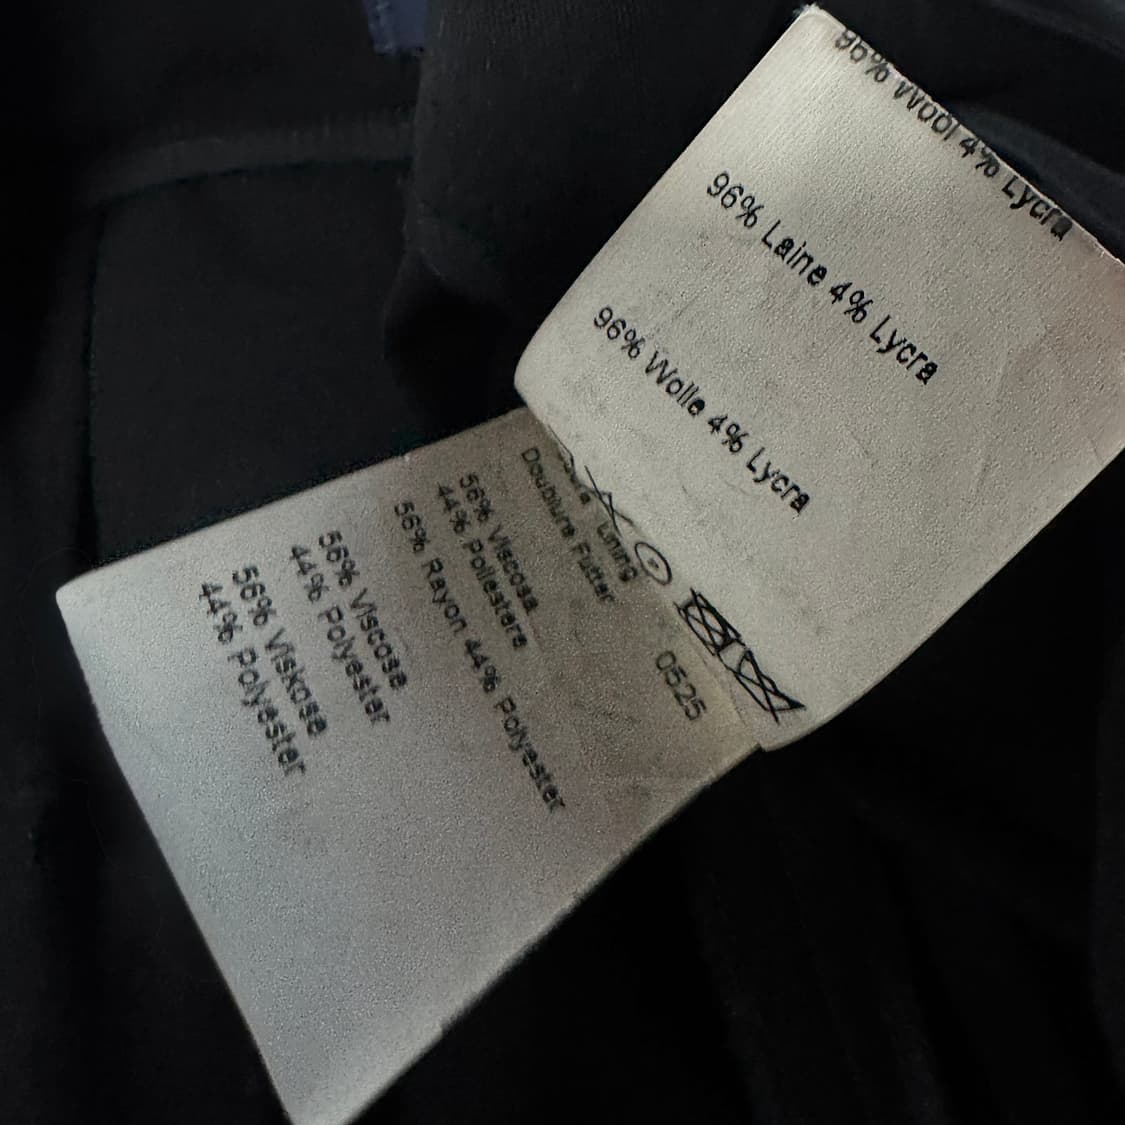 96% Wool 4% Lycra
96% Laine 4% Lycra
96% Wolle 4% Lycra
Lining
Doublure Futter
0525
56% Viscosa
44% Poliestere
56% Rayon 44% Polyester
56% Viscose
44% Polyester
56% Viskose
44% Polyester